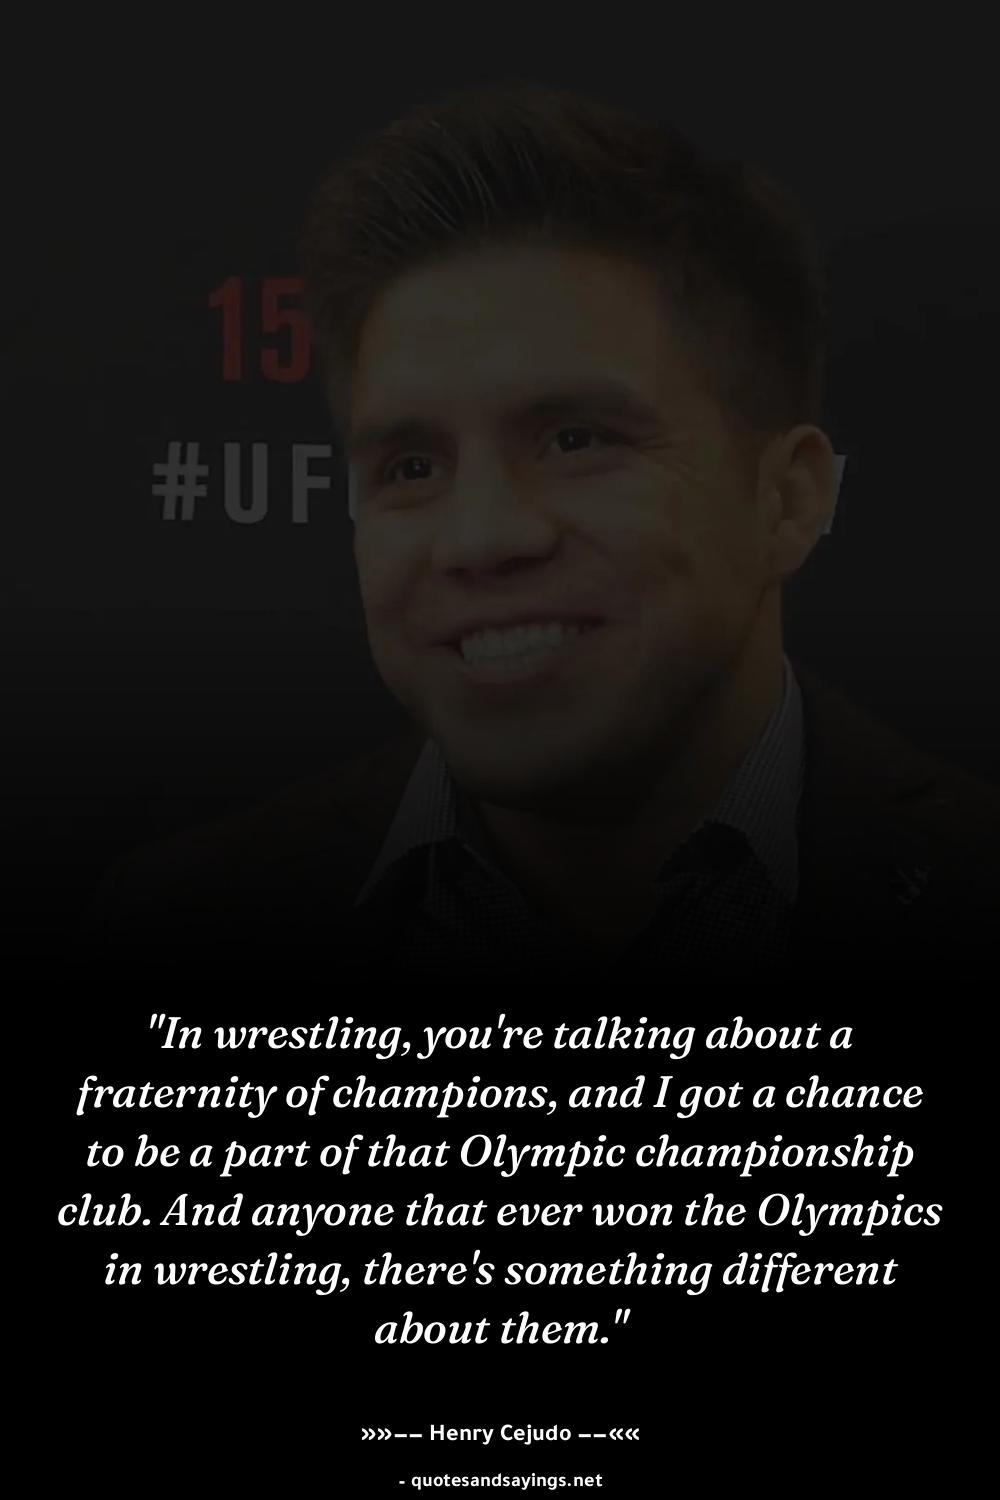 15
#UF
"In wrestling, you're talking about a
fraternity of champions, and I got a chance
to be a part of that Olympic championship
club. And anyone that ever won the Olympics
in wrestling, there's something different
about them."
»»−− Henry Cejudo −−««
- quotesandsayings.net